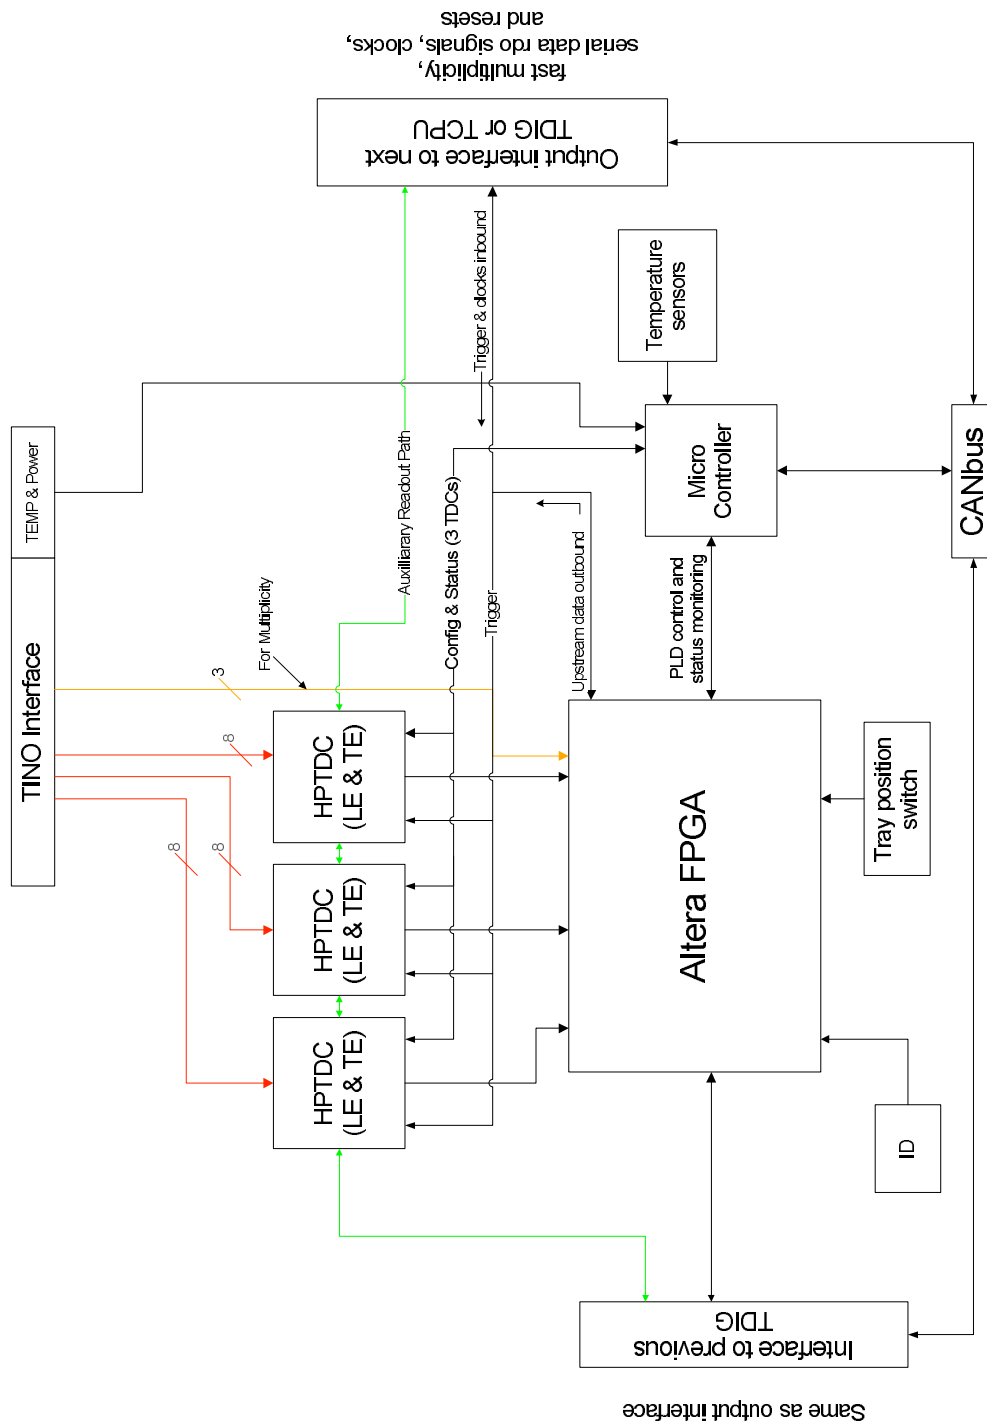 TINO Interface
TEMP & Power
3
8
8
8
For Multiplicity
HPTDC
(LE & TE)
HPTDC
(LE & TE)
HPTDC
(LE & TE)
Auxilliarary Readout Path
Config & Status (3 TDCs)
Trigger
Trigger & clocks inbound
Upstream data outbound
Output interface to next
TDIG or TCPU
fast multiplicity,
serial data rdo signals, clocks,
and resets
Altera FPGA
PLD control and
status monitoring
Micro
Controller
Temperature
sensors
CANbus
Tray position
switch
ID
Interface to previous
TDIG
Same as output interface